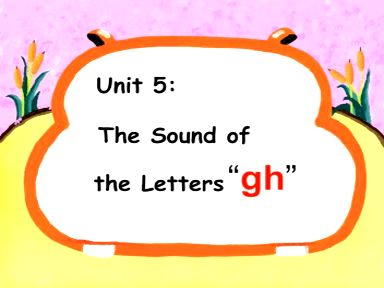 Unit 5:
The Sound of
the Letters “gh”